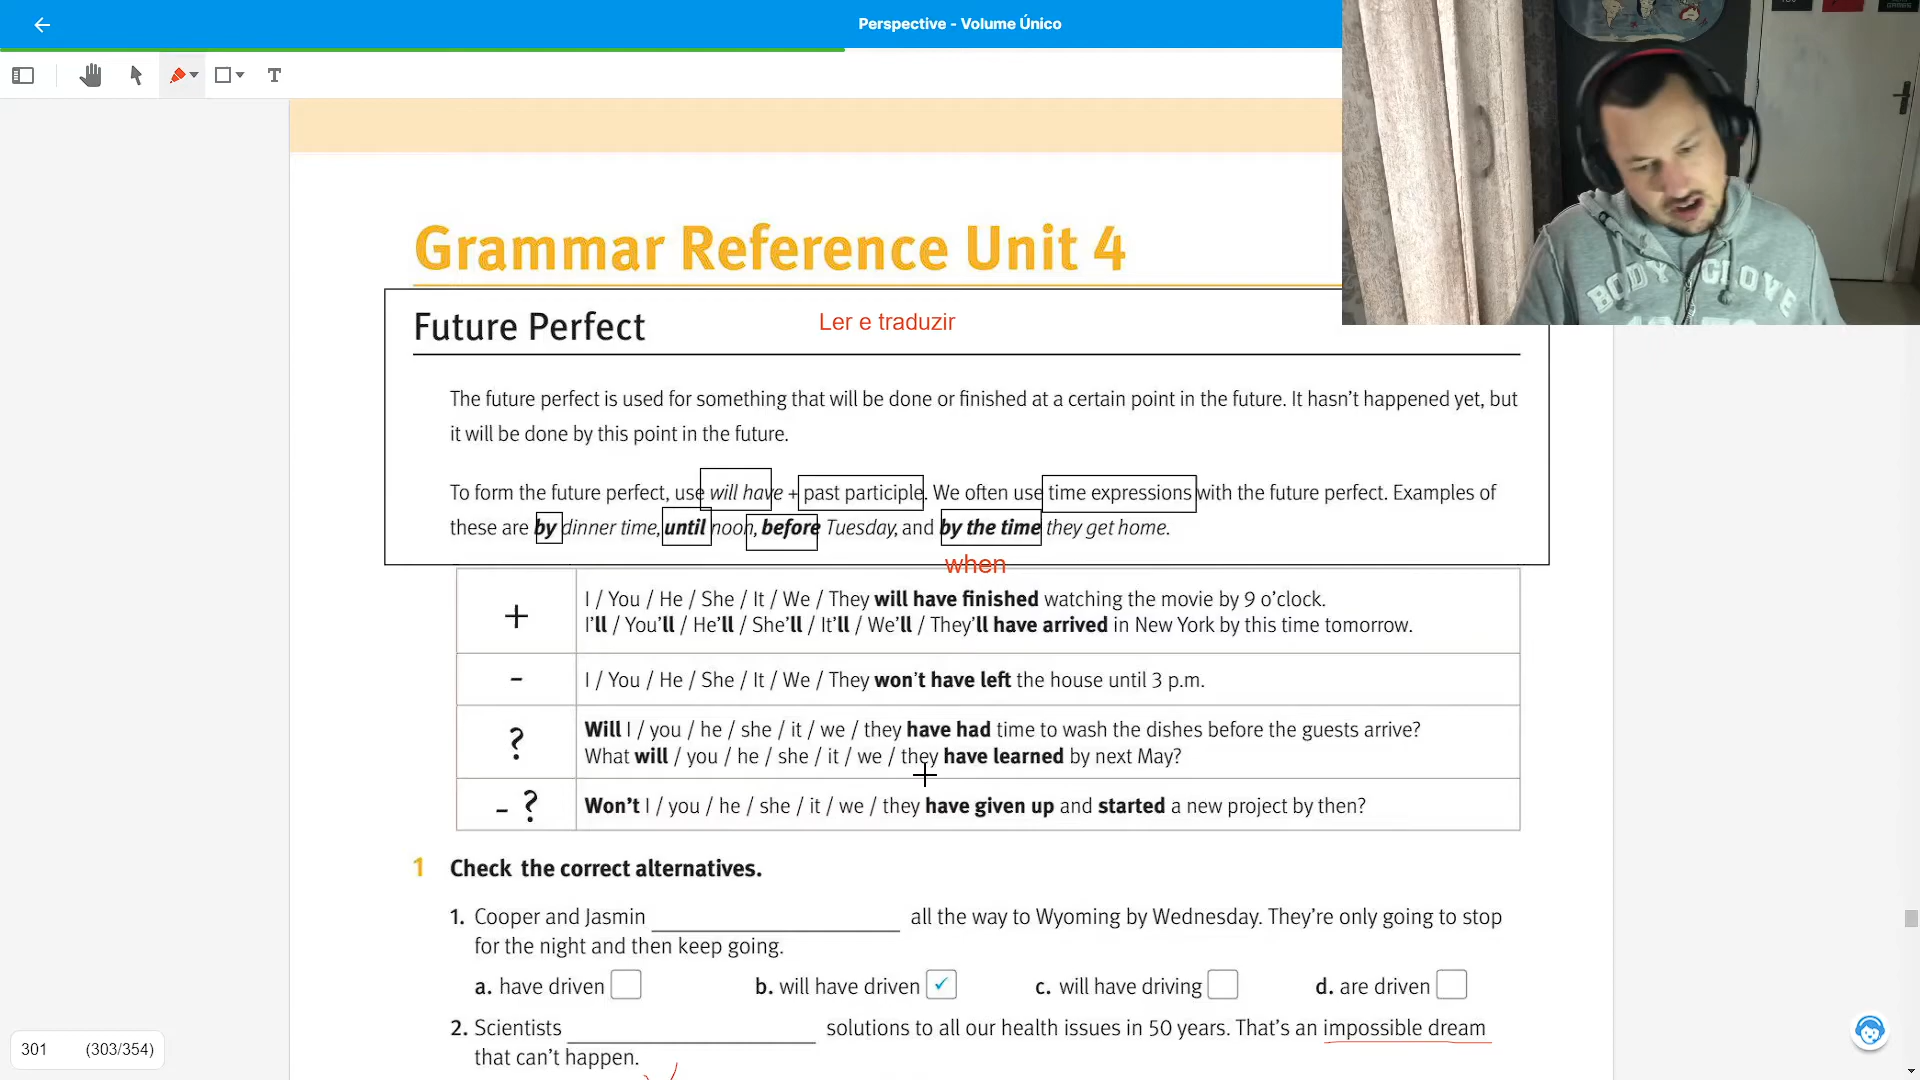 Perspective - Volume Único
T
Grammar Reference Unit 4
BODY GLOVE
Future Perfect
Ler e traduzir
The future perfect is used for something that will be done or finished at a certain point in the future. It hasn't happened yet, but
it will be done by this point in the future.
To form the future perfect, use will have + past participle. We often use time expressions with the future perfect. Examples of
these are by dinner time, until noon, before Tuesday, and by the time they get home.
when
+ I / You / He / She / It / We / They will have finished watching the movie by 9 o'clock.
I'll / You'll / He'll / She'll / It'll / We'll / They'll have arrived in New York by this time tomorrow.
- I / You / He / She / It / We / They won't have left the house until 3 p.m.
? Will I / you / he / she / it / we / they have had time to wash the dishes before the guests arrive?
What will / you / he / she / it / we / they have learned by next May?
- ? Won't I / you / he / she / it / we / they have given up and started a new project by then?
1 Check the correct alternatives.
1. Cooper and Jasmin ____________ all the way to Wyoming by Wednesday. They're only going to stop
for the night and then keep going.
a. have driven b. will have driven ✓ c. will have driving d. are driven
2. Scientists ____________ solutions to all our health issues in 50 years. That's an impossible dream
that can't happen.
301 (303/354)